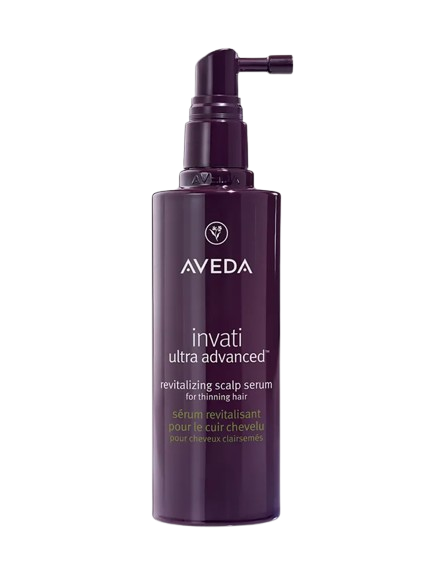 AVEDA
AVEDA
invati
ultra advanced™
revitalizing scalp serum
for thinning hair
sérum revitalisant
pour le cuir chevelu
pour cheveux clairsemés